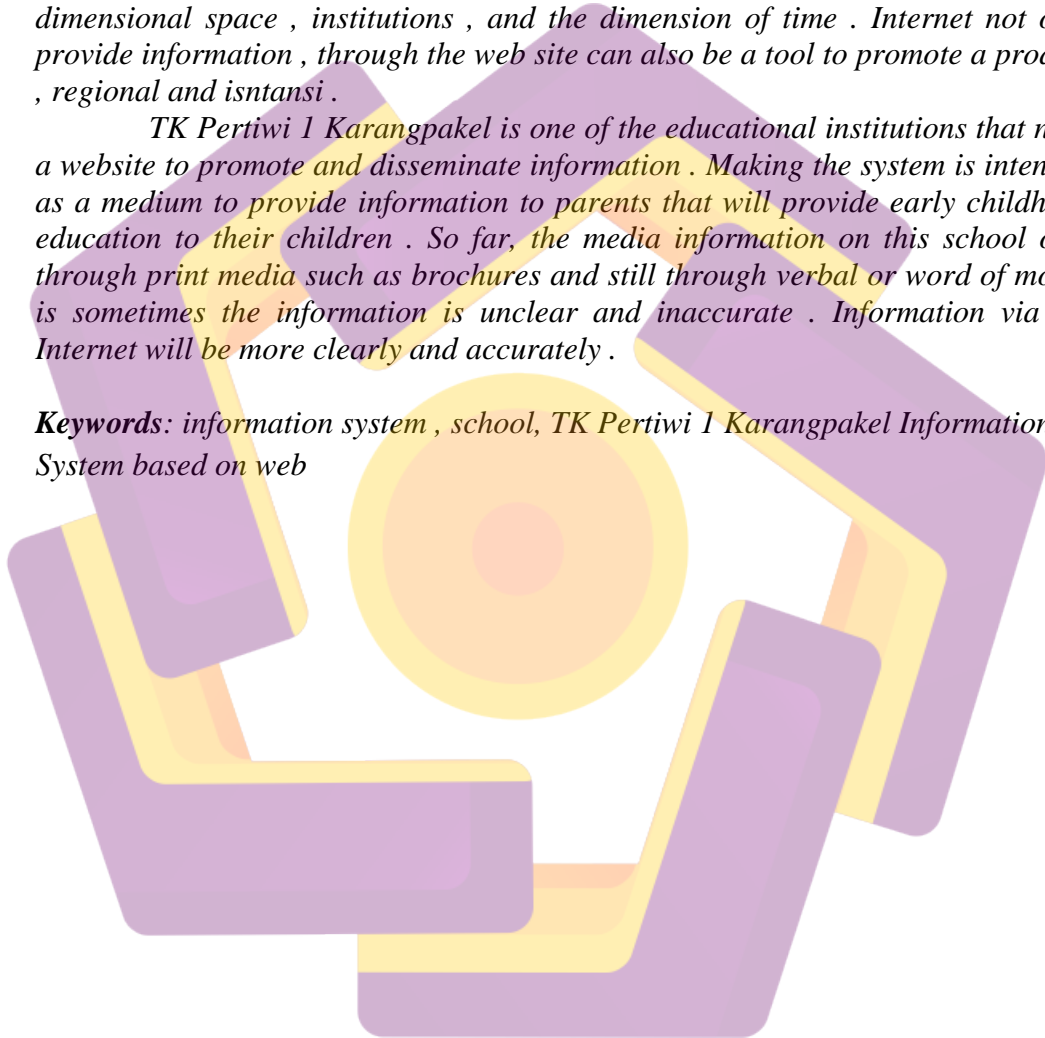 dimensional space , institutions , and the dimension of time . Internet not
provide information , through the web site can also be a tool to promote a
, regional and isntansi .
TK Pertiwi 1 Karangpakel is one of the educational institutions that
a website to promote and disseminate information . Making the system is
as a medium to provide information to parents that will provide early
education to their children . So far, the media information on this school
through print media such as brochures and still through verbal or word of
is sometimes the information is unclear and inaccurate . Information via
Internet will be more clearly and accurately .
Keywords: information system , school, TK Pertiwi 1 Karangpakel Information
System based on web